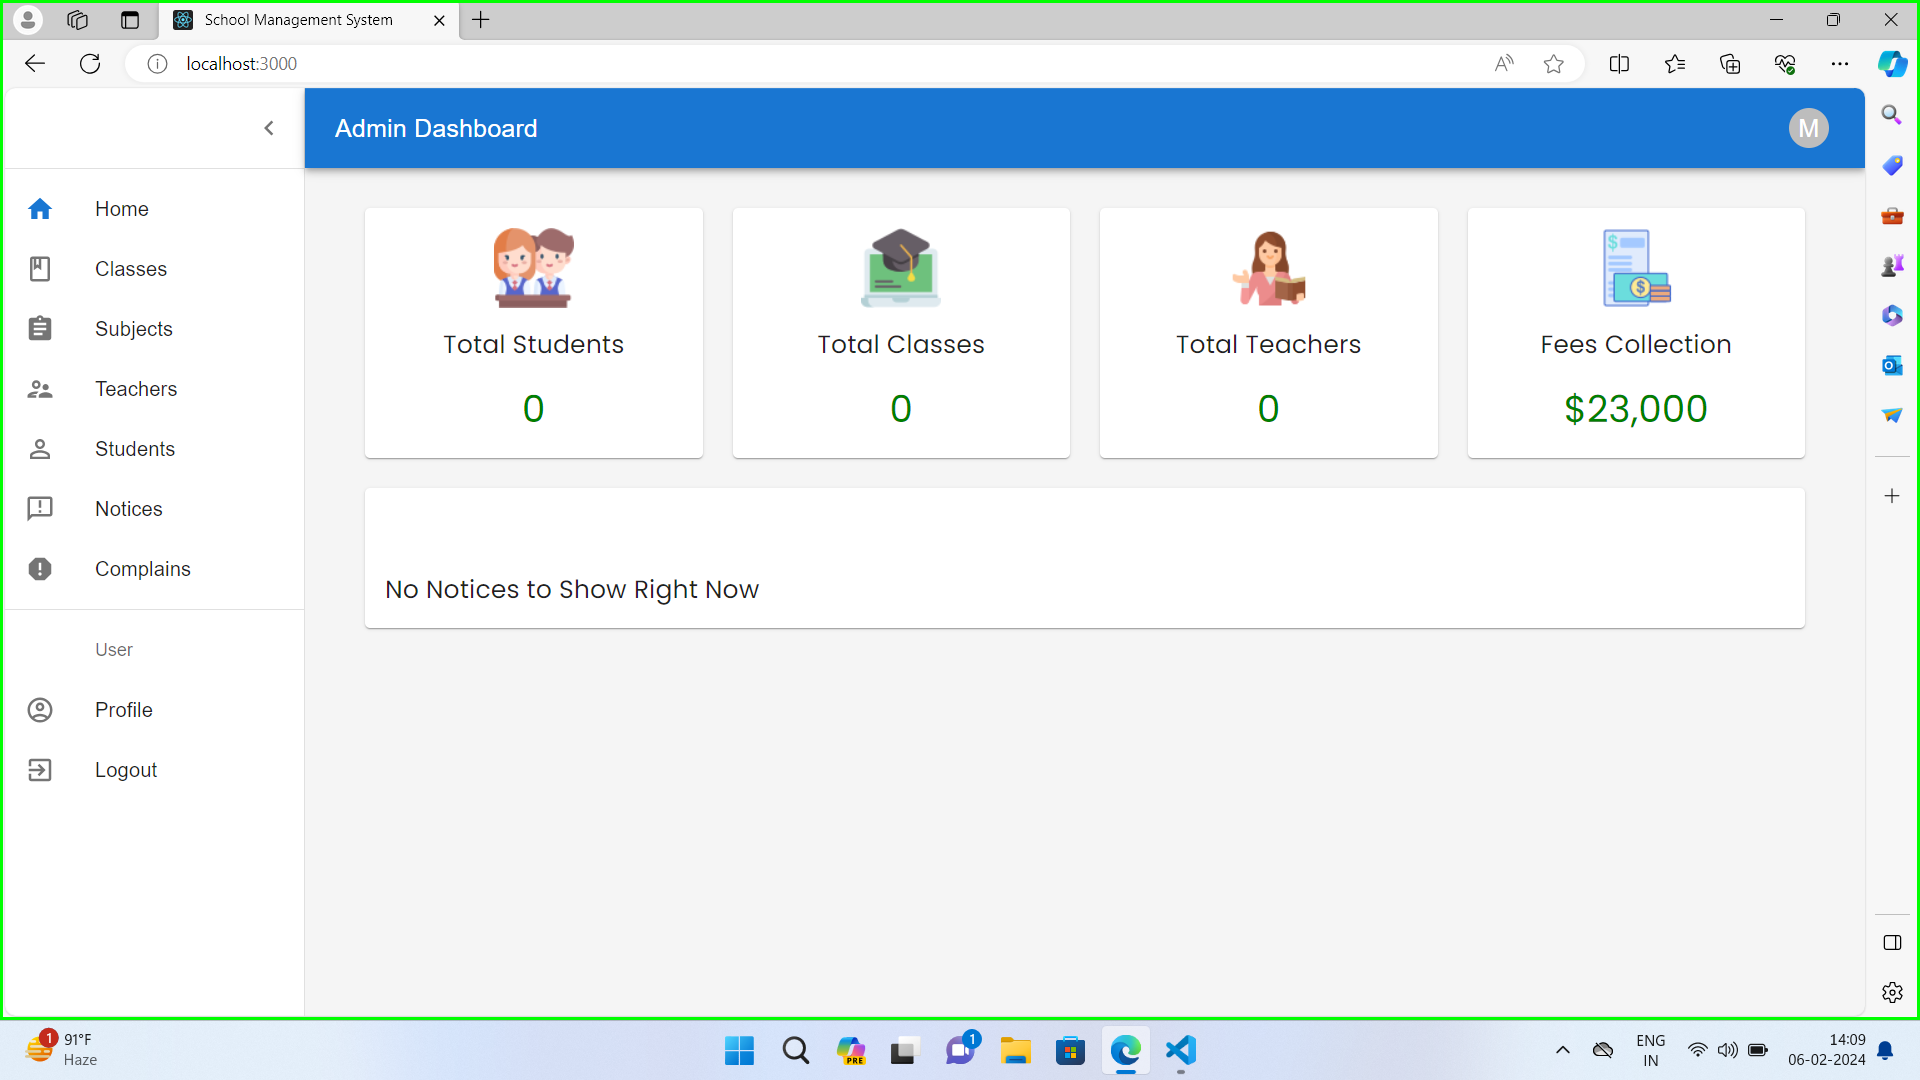 School Management System
localhost:3000
Admin Dashboard
M
Home
Classes
Subjects
Teachers
Students
Notices
Complains
User
Profile
Logout
Total Students
0
Total Classes
0
Total Teachers
0
Fees Collection
$23,000
No Notices to Show Right Now
1
91°F
Haze
PRE
1
ENG
IN
14:09
06-02-2024